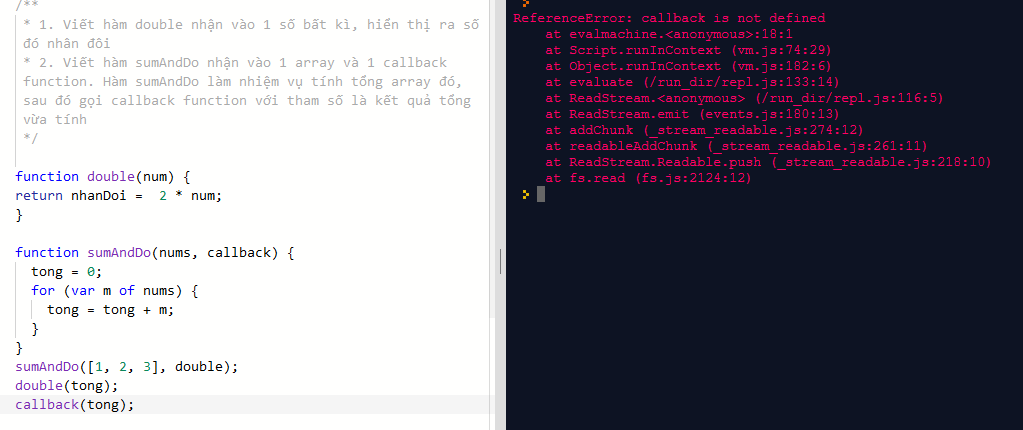 /**
* 1. Viết hàm double nhận vào 1 số bất kì, hiển thị ra số
đó nhân đôi
* 2. Viết hàm sumAndDo nhận vào 1 array và 1 callback
function. Hàm sumAndDo làm nhiệm vụ tính tổng array đó,
sau đó gọi callback function với tham số là kết quả tổng
vừa tính
*/
function double(num) {
return nhanDoi =  2 * num;
}
function sumAndDo(nums, callback) {
tong = 0;
for (var m of nums) {
tong = tong + m;
}
}
sumAndDo([1, 2, 3], double);
double(tong);
callback(tong);
ReferenceError: callback is not defined
at evalmachine.<anonymous>:18:1
at Script.runInContext (vm.js:74:29)
at Object.runInContext (vm.js:182:6)
at evaluate (/run_dir/repl.js:133:14)
at ReadStream.<anonymous> (/run_dir/repl.js:116:5)
at ReadStream.emit (events.js:180:13)
at addChunk (_stream_readable.js:274:12)
at readableAddChunk (_stream_readable.js:261:11)
at ReadStream.Readable.push (_stream_readable.js:218:10)
at fs.read (fs.js:2124:12)